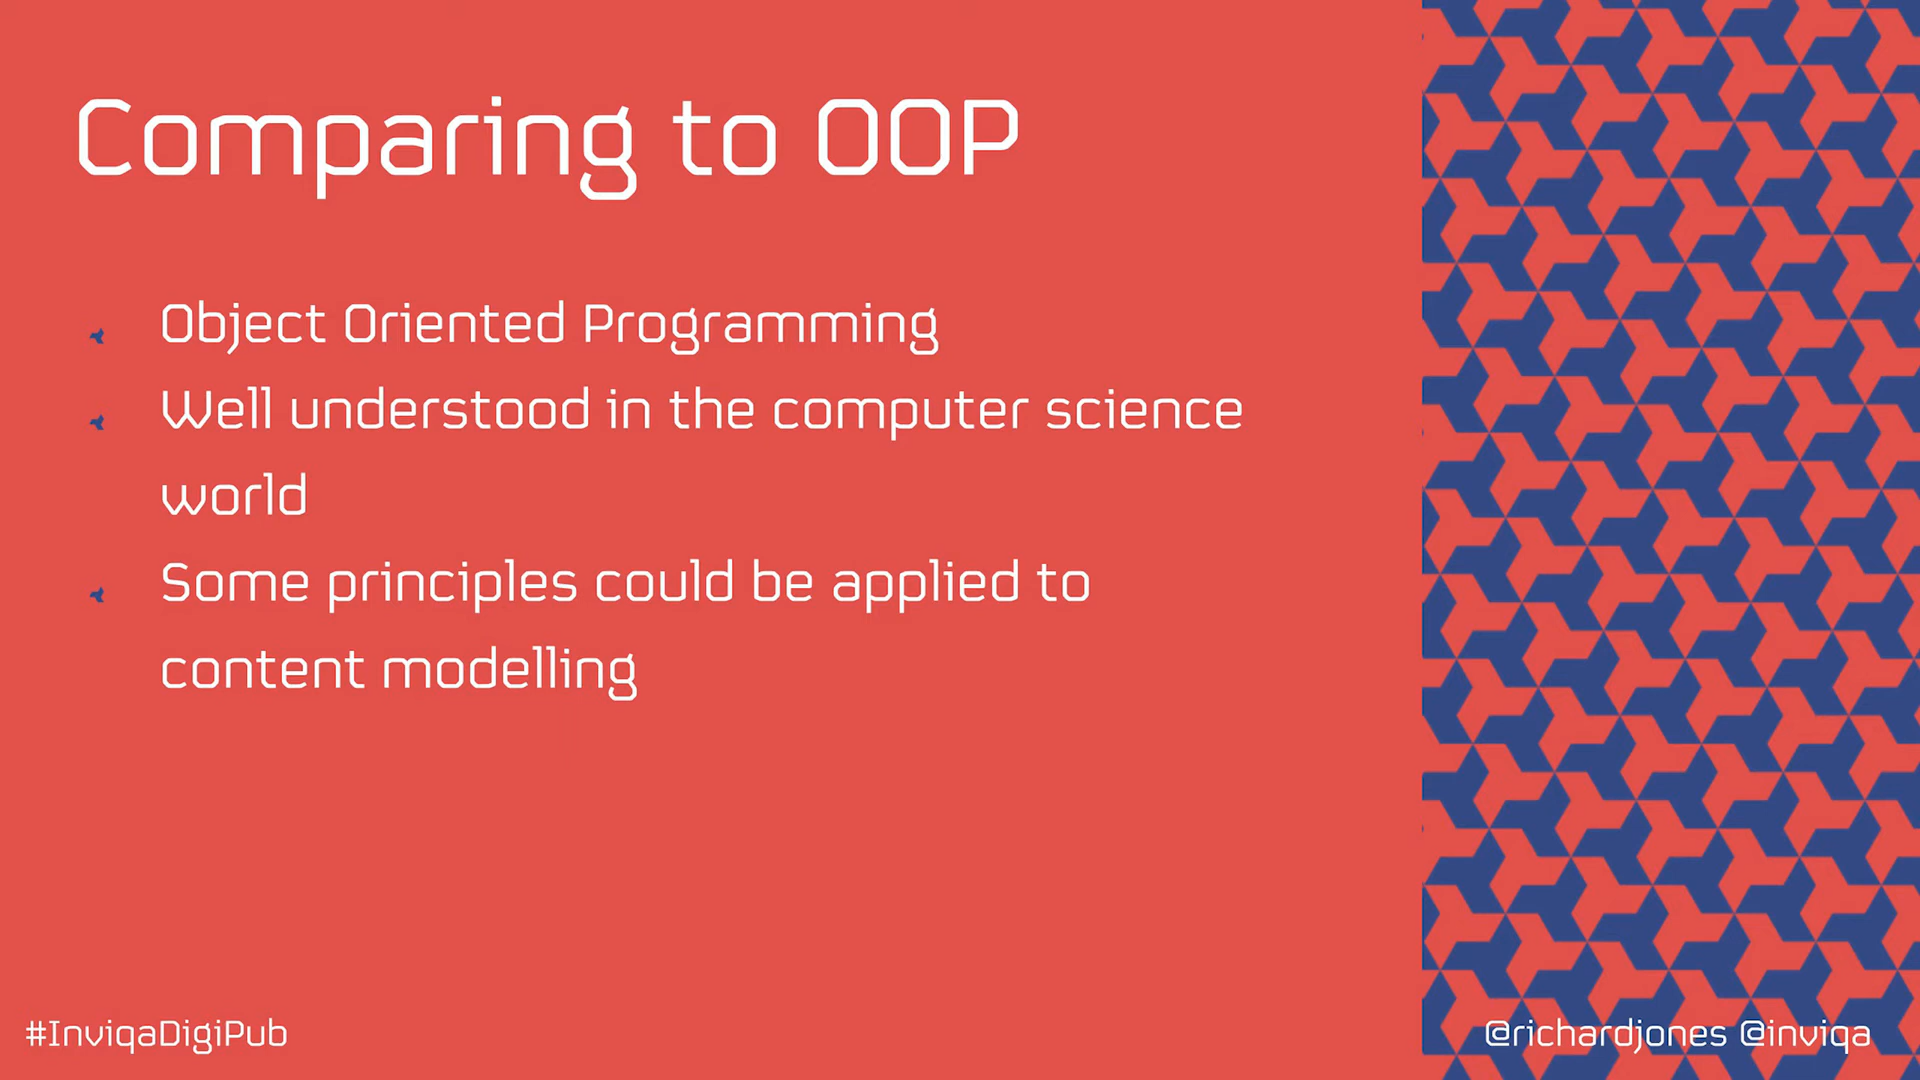 Comparing to OOP
Object Oriented Programming
Well understood in the computer science
world
Some principles could be applied to
content modelling
#InviqaDigiPub
@richardjones @inviqa